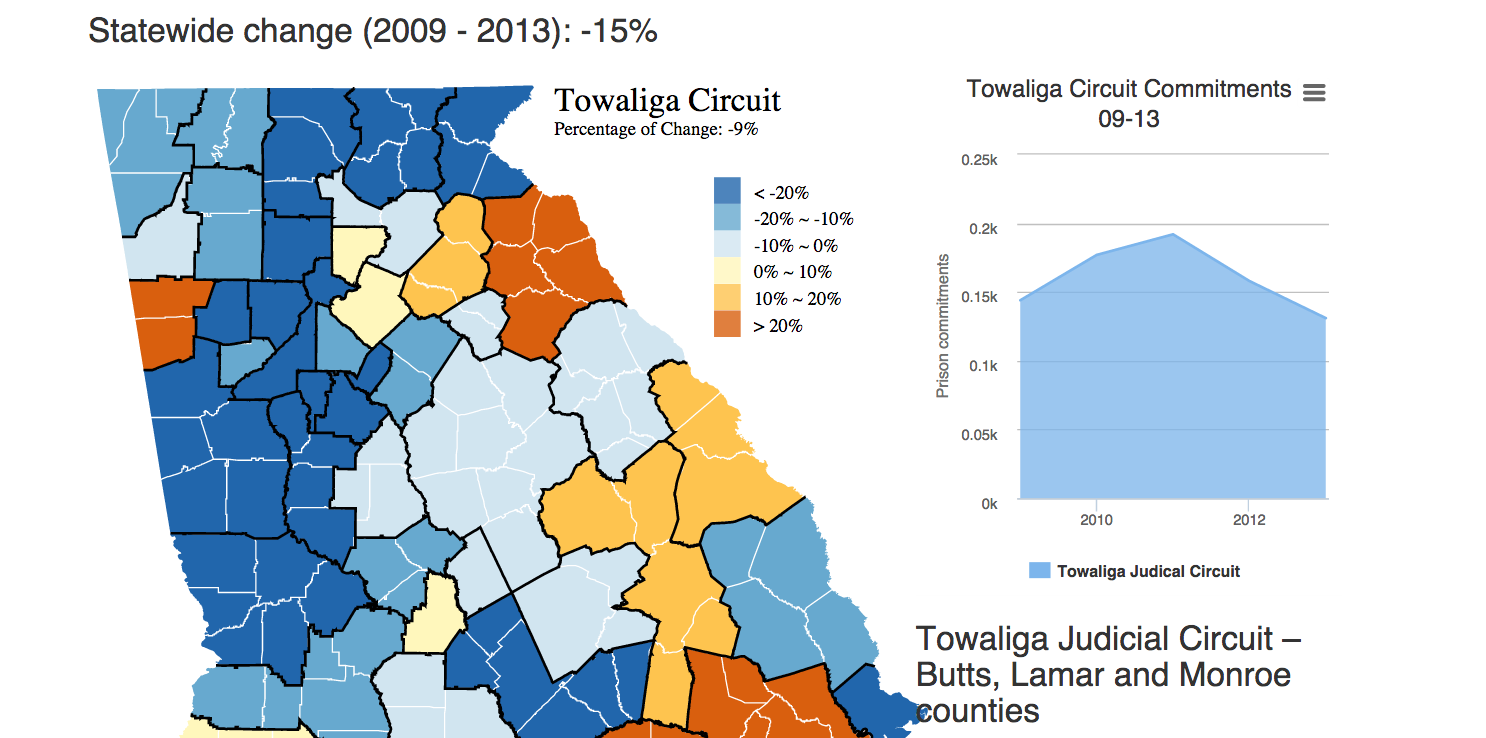 Statewide change (2009 - 2013): -15%
Towaliga Circuit
Percentage of Change: -9%
< -20%
-20% ~ -10%
-10% ~ 0%
0% ~ 10%
10% ~ 20%
> 20%
Towaliga Circuit Commitments
09-13
Prison commitments
0.25k
0.2k
0.15k
0.1k
0.05k
0k
2010
2012
Towaliga Judical Circuit
Towaliga Judicial Circuit –
Butts, Lamar and Monroe
counties